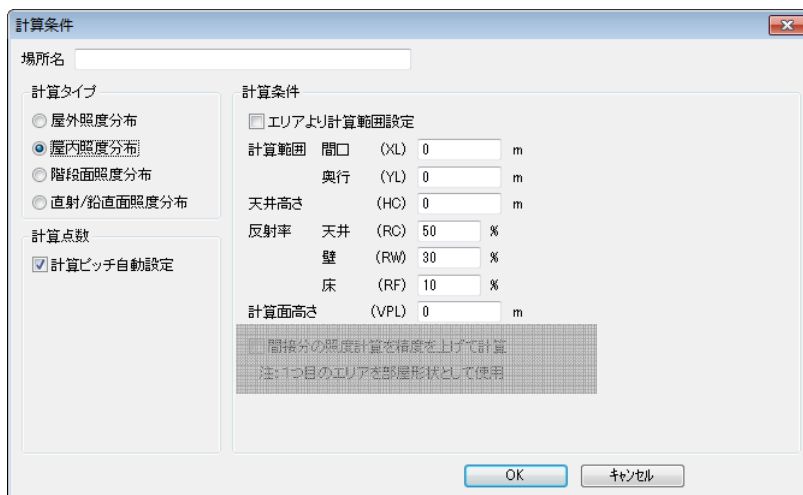 計算条件
場所名
計算タイプ
屋外照度分布
屋内照度分布
階段面照度分布
直射/鉛直面照度分布
計算点数
計算ピッチ自動設定
計算条件
エリアより計算範囲設定
計算範囲 間口 (XL) 0 m
奥行 (YL) 0 m
天井高さ (HC) 0 m
反射率 天井 (RC) 50 %
壁 (RW) 30 %
床 (RF) 10 %
計算面高さ (VPL) 0 m
間接分の照度計算を精度を上げて計算
注:1つ目のエリアを部屋形状として使用
OK キャンセル